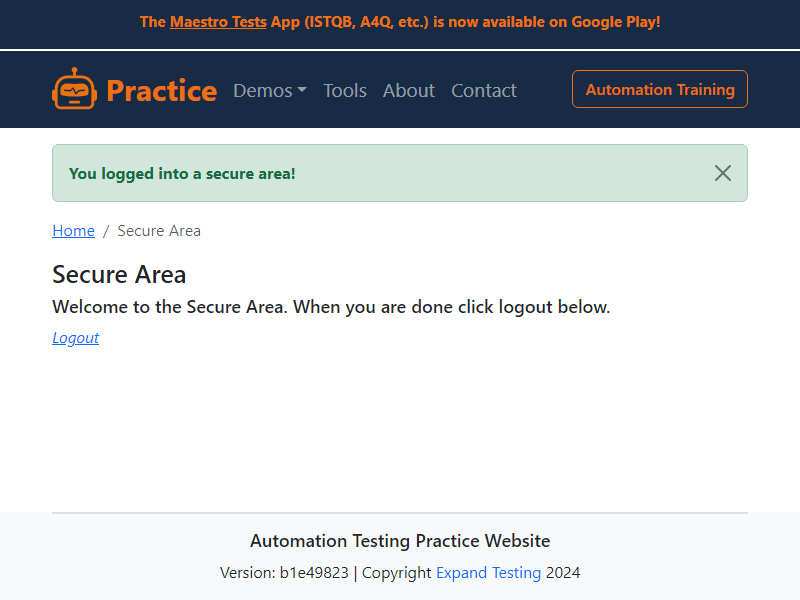 The Maestro Tests App (ISTQB, A4Q, etc.) is now available on Google Play!
Practice Demos Tools About Contact Automation Training
You logged into a secure area!
Home / Secure Area
Secure Area
Welcome to the Secure Area. When you are done click logout below.
Logout
Automation Testing Practice Website
Version: b1e49823 | Copyright Expand Testing 2024